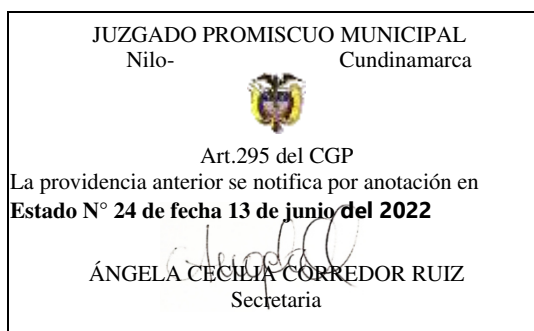 JUZGADO PROMISCUO MUNICIPAL
Nilo- Cundinamarca
Art.295 del CGP
La providencia anterior se notifica por anotación en
Estado N° 24 de fecha 13 de junio del 2022
ÁNGELA CECILIA CORREDOR RUIZ
Secretaria